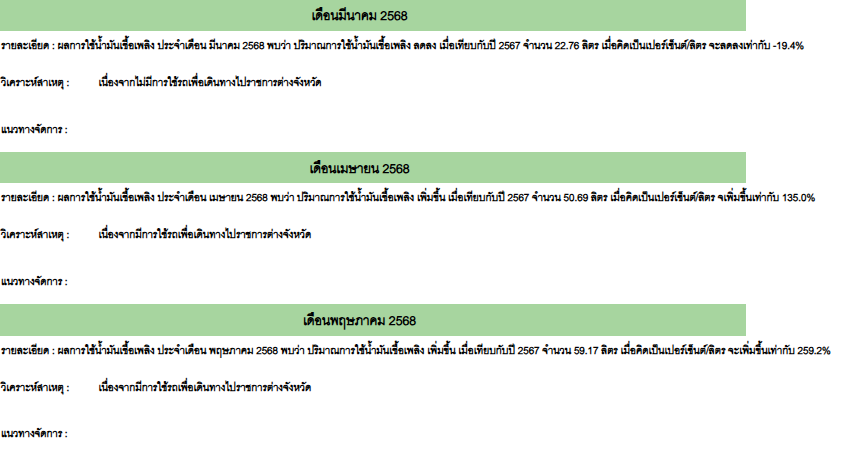 เดือนมีนาคม 2568
รายละเอียด : ผลการใช้น้ำมันเชื้อเพลิง ประจำเดือน มีนาคม 2568 พบว่า ปริมาณการใช้น้ำมันเชื้อเพลิง ลดลง เมื่อเทียบกับปี 2567 จำนวน 22.76 ลิตร เมื่อคิดเป็นเปอร์เซ็นต์/ลิตร จะลดลงเท่ากับ -19.4%
วิเคราะห์สาเหตุ : เนื่องจากไม่มีการใช้รถเพื่อเดินทางไปราชการต่างจังหวัด
แนวทางจัดการ :
เดือนเมษายน 2568
รายละเอียด : ผลการใช้น้ำมันเชื้อเพลิง ประจำเดือน เมษายน 2568 พบว่า ปริมาณการใช้น้ำมันเชื้อเพลิง เพิ่มขึ้น เมื่อเทียบกับปี 2567 จำนวน 50.69 ลิตร เมื่อคิดเป็นเปอร์เซ็นต์/ลิตร จเพิ่มขึ้นเท่ากับ 135.0%
วิเคราะห์สาเหตุ : เนื่องจากมีการใช้รถเพื่อเดินทางไปราชการต่างจังหวัด
แนวทางจัดการ :
เดือนพฤษภาคม 2568
รายละเอียด : ผลการใช้น้ำมันเชื้อเพลิง ประจำเดือน พฤษภาคม 2568 พบว่า ปริมาณการใช้น้ำมันเชื้อเพลิง เพิ่มขึ้น เมื่อเทียบกับปี 2567 จำนวน 59.17 ลิตร เมื่อคิดเป็นเปอร์เซ็นต์/ลิตร จะเพิ่มขึ้นเท่ากับ 259.2%
วิเคราะห์สาเหตุ : เนื่องจากมีการใช้รถเพื่อเดินทางไปราชการต่างจังหวัด
แนวทางจัดการ :